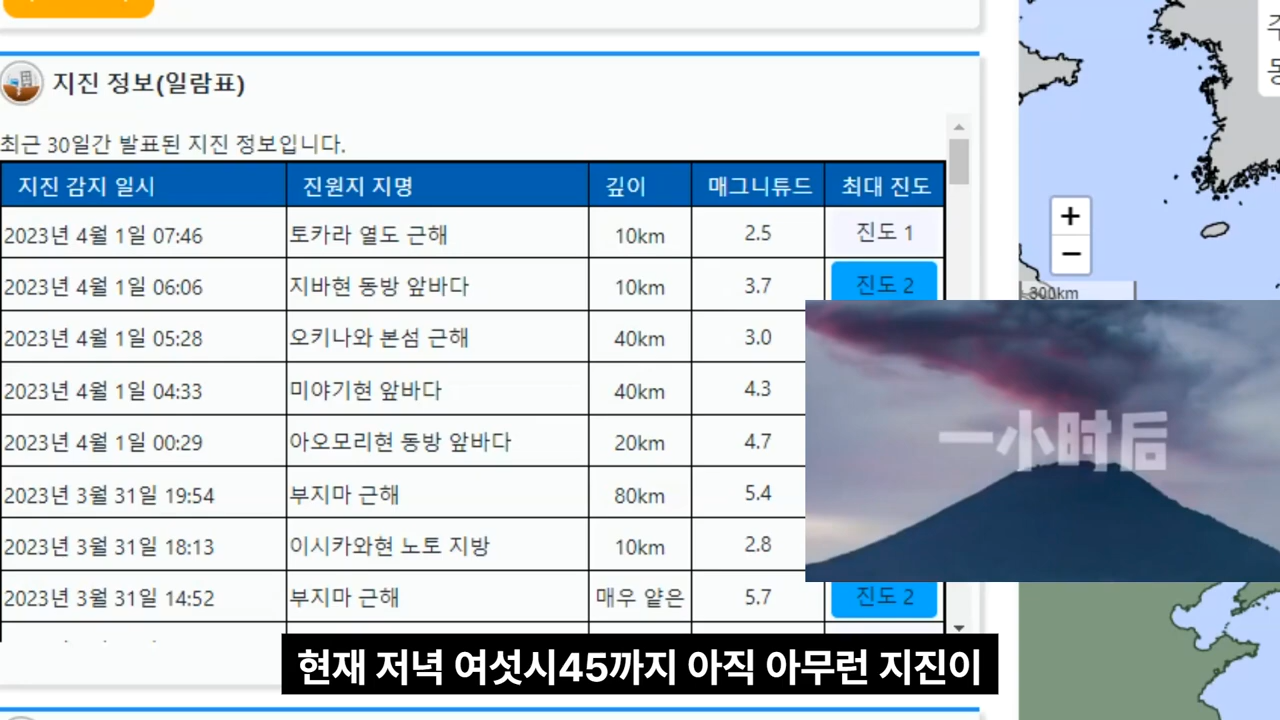 지진 정보(일람표)
최근 30일간 발표된 지진 정보입니다.
지진 감지 일시 진원지 지명 깊이 매그니튜드 최대 진도
2023년 4월 1일 07:46 토카라 열도 근해 10km 2.5 진도 1
2023년 4월 1일 06:06 지바현 동방 앞바다 10km 3.7 진도 2
2023년 4월 1일 05:28 오키나와 본섬 근해 40km 3.0
2023년 4월 1일 04:33 미야기현 앞바다 40km 4.3
2023년 4월 1일 00:29 아오모리현 동방 앞바다 20km 4.7
2023년 3월 31일 19:54 부지마 근해 80km 5.4
2023년 3월 31일 18:13 이시카와현 노토 지방 10km 2.8
2023년 3월 31일 14:52 부지마 근해 매우 얕은 5.7 진도 2
+
−
300km
一小时后
현재 저녁 여섯시45까지 아직 아무런 지진이